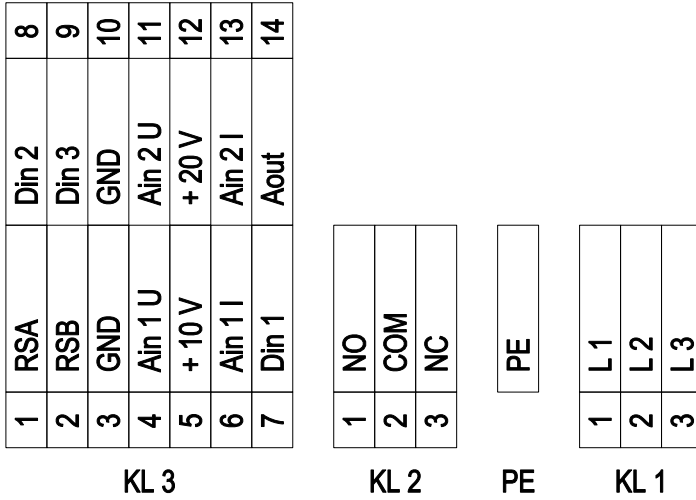 8 9 10 11 12 13 14
Din 2 Din 3 GND Ain 2 U + 20 V Ain 2 I Aout
RSA RSB GND Ain 1 U + 10 V Ain 1 I Din 1 NO COM NC PE L 1 L 2 L 3
1 2 3 4 5 6 7 1 2 3 1 2 3
KL 3 KL 2 PE KL 1